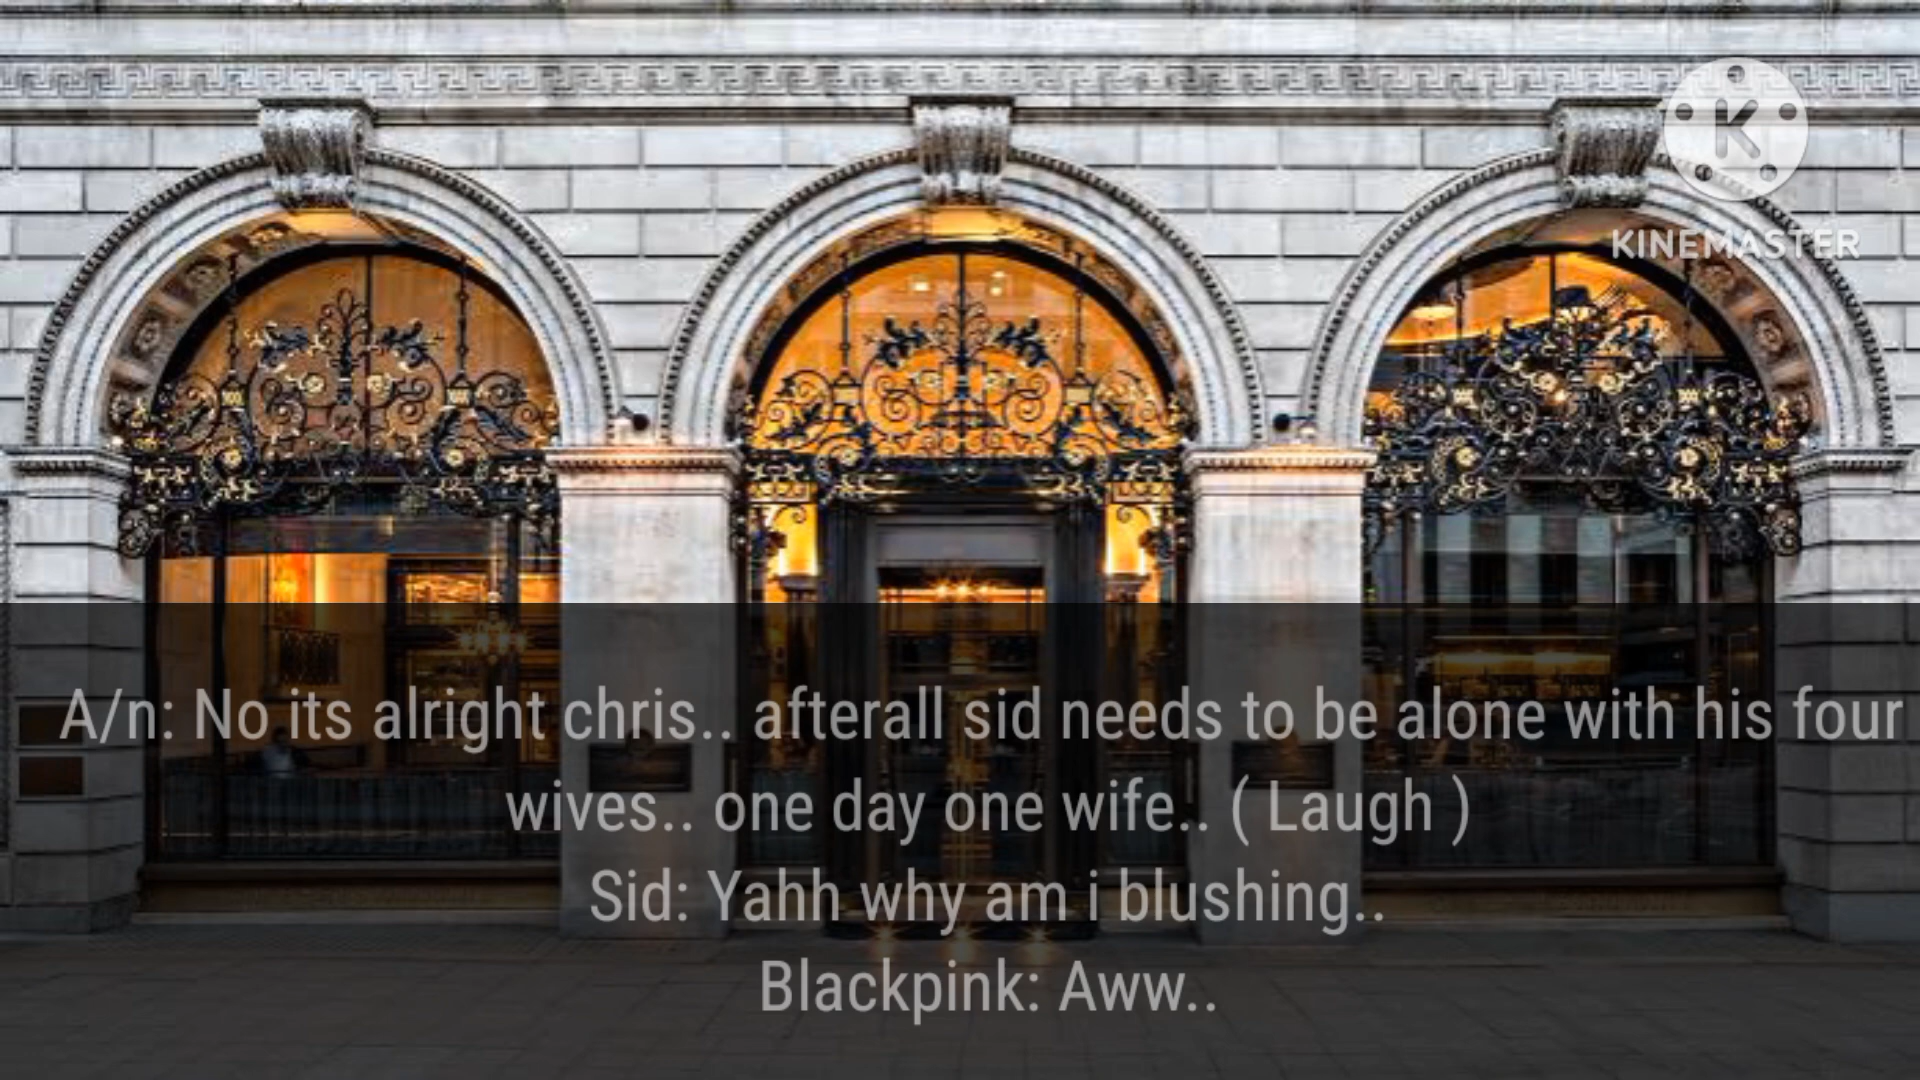 K
KINEMASTER
A/n: No its alright chris.. afterall sid needs to be alone with his four
wives.. one day one wife.. ( Laugh )
Sid: Yahh why am i blushing..
Blackpink: Aww..